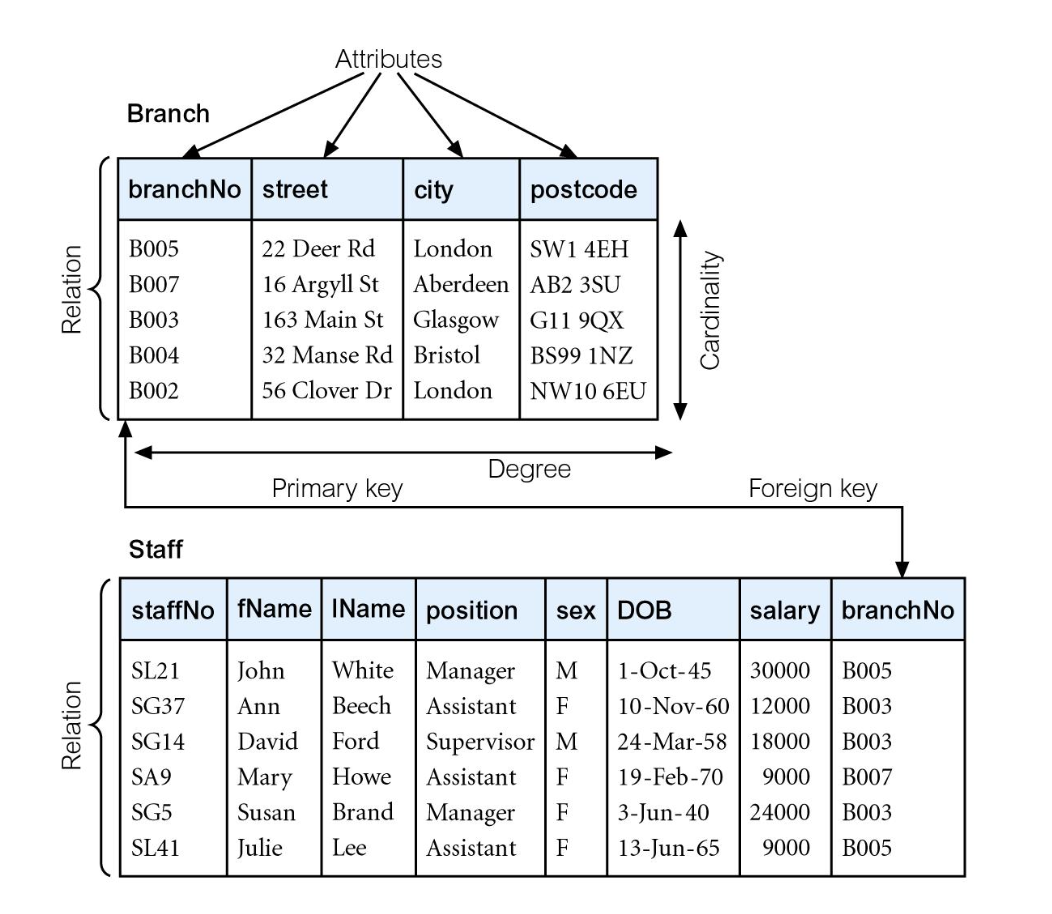 Attributes
Branch
branchNo street city postcode
B005 22 Deer Rd London SW1 4EH
B007 16 Argyll St Aberdeen AB2 3SU
B003 163 Main St Glasgow G11 9QX
B004 32 Manse Rd Bristol BS99 1NZ
B002 56 Clover Dr London NW10 6EU
Relation
Cardinality
Degree
Primary key
Foreign key
Staff
staffNo fName lName position sex DOB salary branchNo
SL21 John White Manager M 1-Oct-45 30000 B005
SG37 Ann Beech Assistant F 10-Nov-60 12000 B003
SG14 David Ford Supervisor M 24-Mar-58 18000 B003
SA9 Mary Howe Assistant F 19-Feb-70 9000 B007
SG5 Susan Brand Manager F 3-Jun-40 24000 B003
SL41 Julie Lee Assistant F 13-Jun-65 9000 B005
Relation